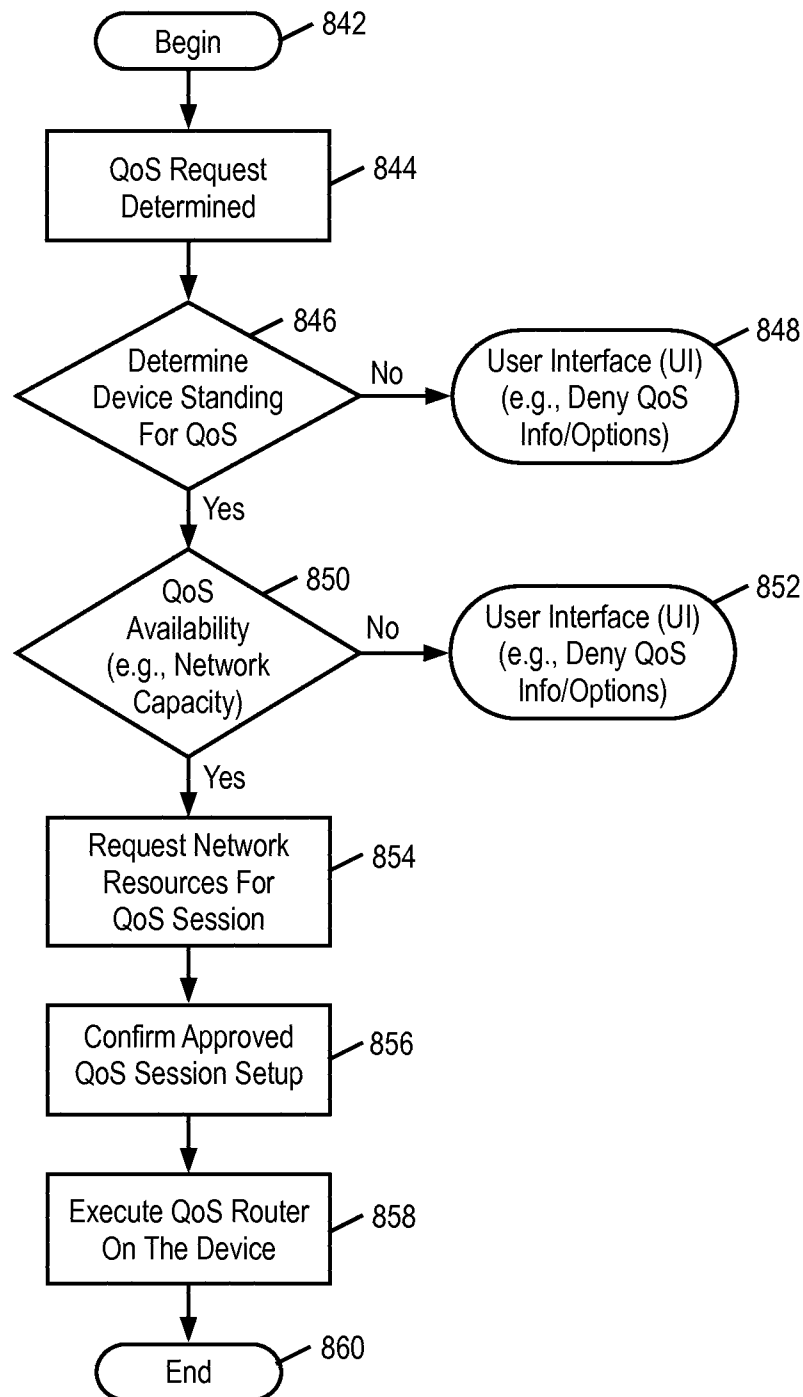 Begin
842
QoS Request
Determined
844
846
Determine
Device Standing
For QoS
No
User Interface (UI)
(e.g., Deny QoS
Info/Options)
848
Yes
850
QoS
Availability
(e.g., Network
Capacity)
No
User Interface (UI)
(e.g., Deny QoS
Info/Options)
852
Yes
Request Network
Resources For
QoS Session
854
Confirm Approved
QoS Session Setup
856
Execute QoS Router
On The Device
858
End
860